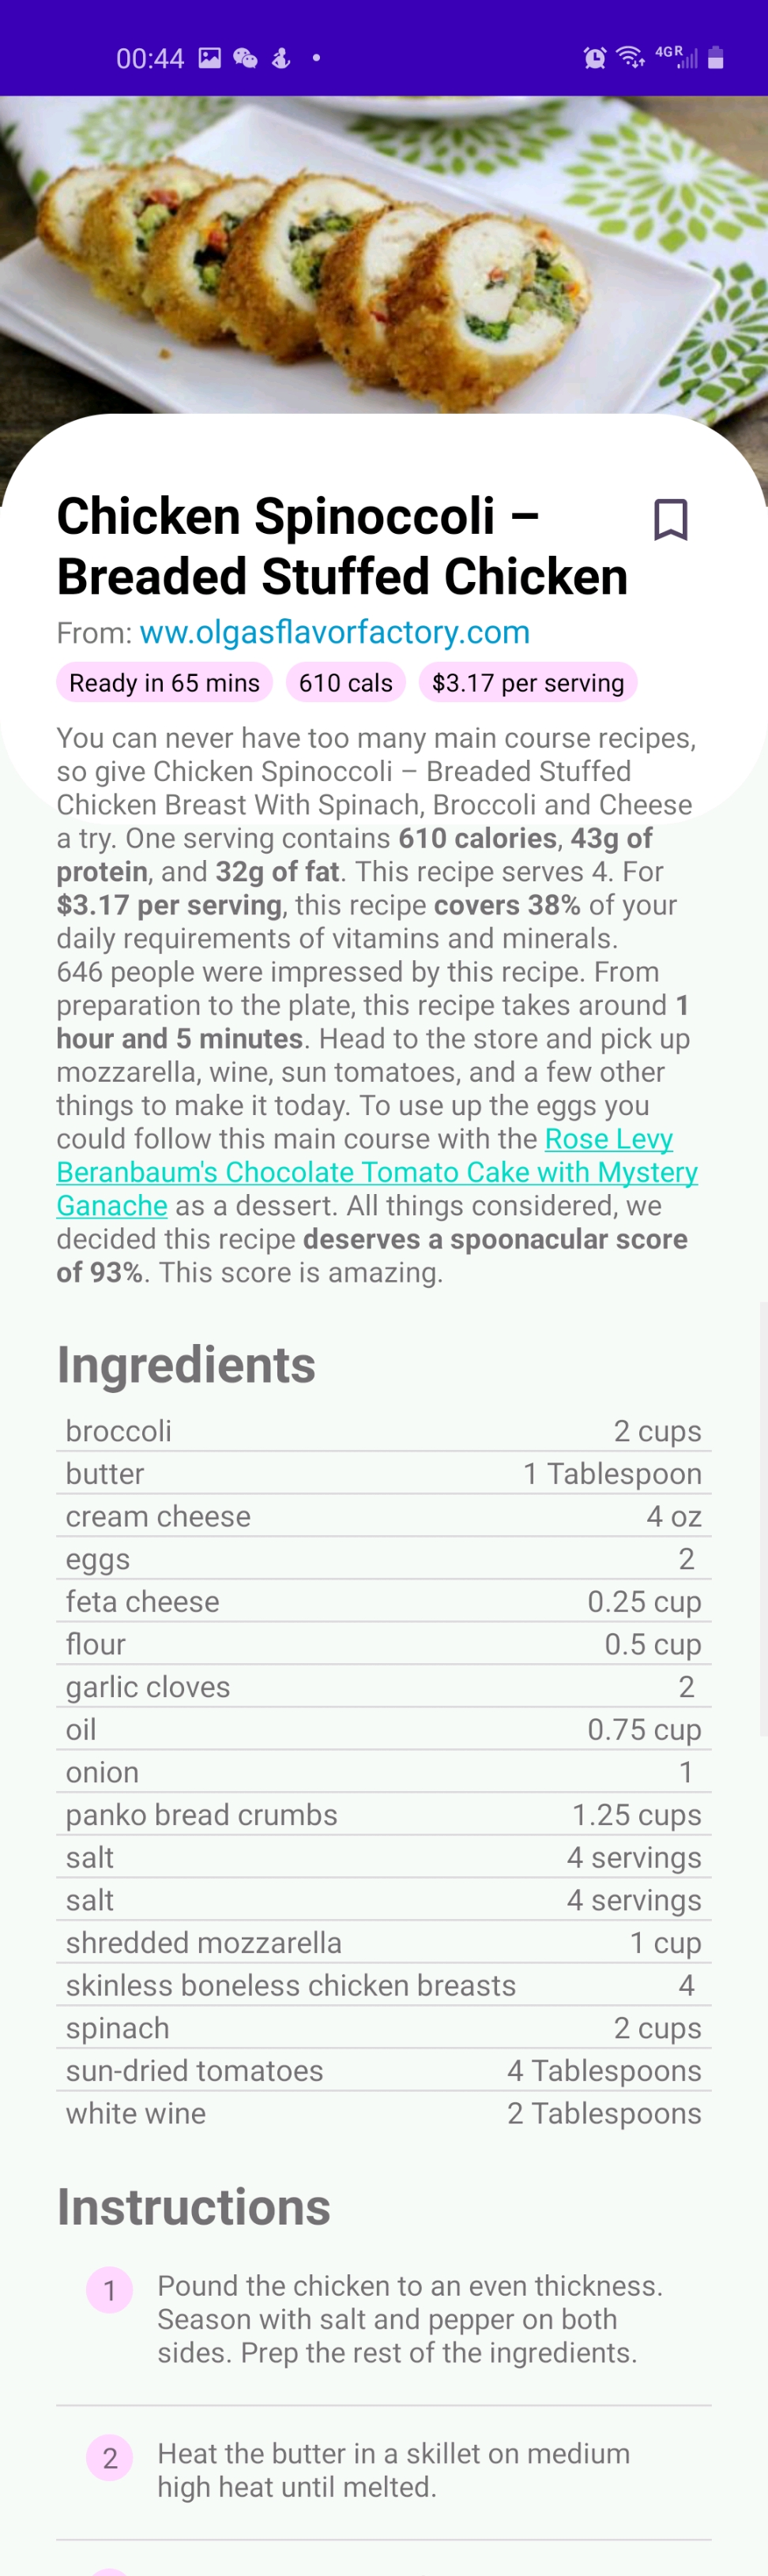 00:44
4GR
Chicken Spinoccoli –
Breaded Stuffed Chicken
From: ww.olgasflavorfactory.com
Ready in 65 mins 610 cals $3.17 per serving
You can never have too many main course recipes,
so give Chicken Spinoccoli – Breaded Stuffed
Chicken Breast With Spinach, Broccoli and Cheese
a try. One serving contains 610 calories, 43g of
protein, and 32g of fat. This recipe serves 4. For
$3.17 per serving, this recipe covers 38% of your
daily requirements of vitamins and minerals.
646 people were impressed by this recipe. From
preparation to the plate, this recipe takes around 1
hour and 5 minutes. Head to the store and pick up
mozzarella, wine, sun tomatoes, and a few other
things to make it today. To use up the eggs you
could follow this main course with the Rose Levy
Beranbaum's Chocolate Tomato Cake with Mystery
Ganache as a dessert. All things considered, we
decided this recipe deserves a spoonacular score
of 93%. This score is amazing.
Ingredients
broccoli 2 cups
butter 1 Tablespoon
cream cheese 4 oz
eggs 2
feta cheese 0.25 cup
flour 0.5 cup
garlic cloves 2
oil 0.75 cup
onion 1
panko bread crumbs 1.25 cups
salt 4 servings
salt 4 servings
shredded mozzarella 1 cup
skinless boneless chicken breasts 4
spinach 2 cups
sun-dried tomatoes 4 Tablespoons
white wine 2 Tablespoons
Instructions
1 Pound the chicken to an even thickness.
Season with salt and pepper on both
sides. Prep the rest of the ingredients.
2 Heat the butter in a skillet on medium
high heat until melted.